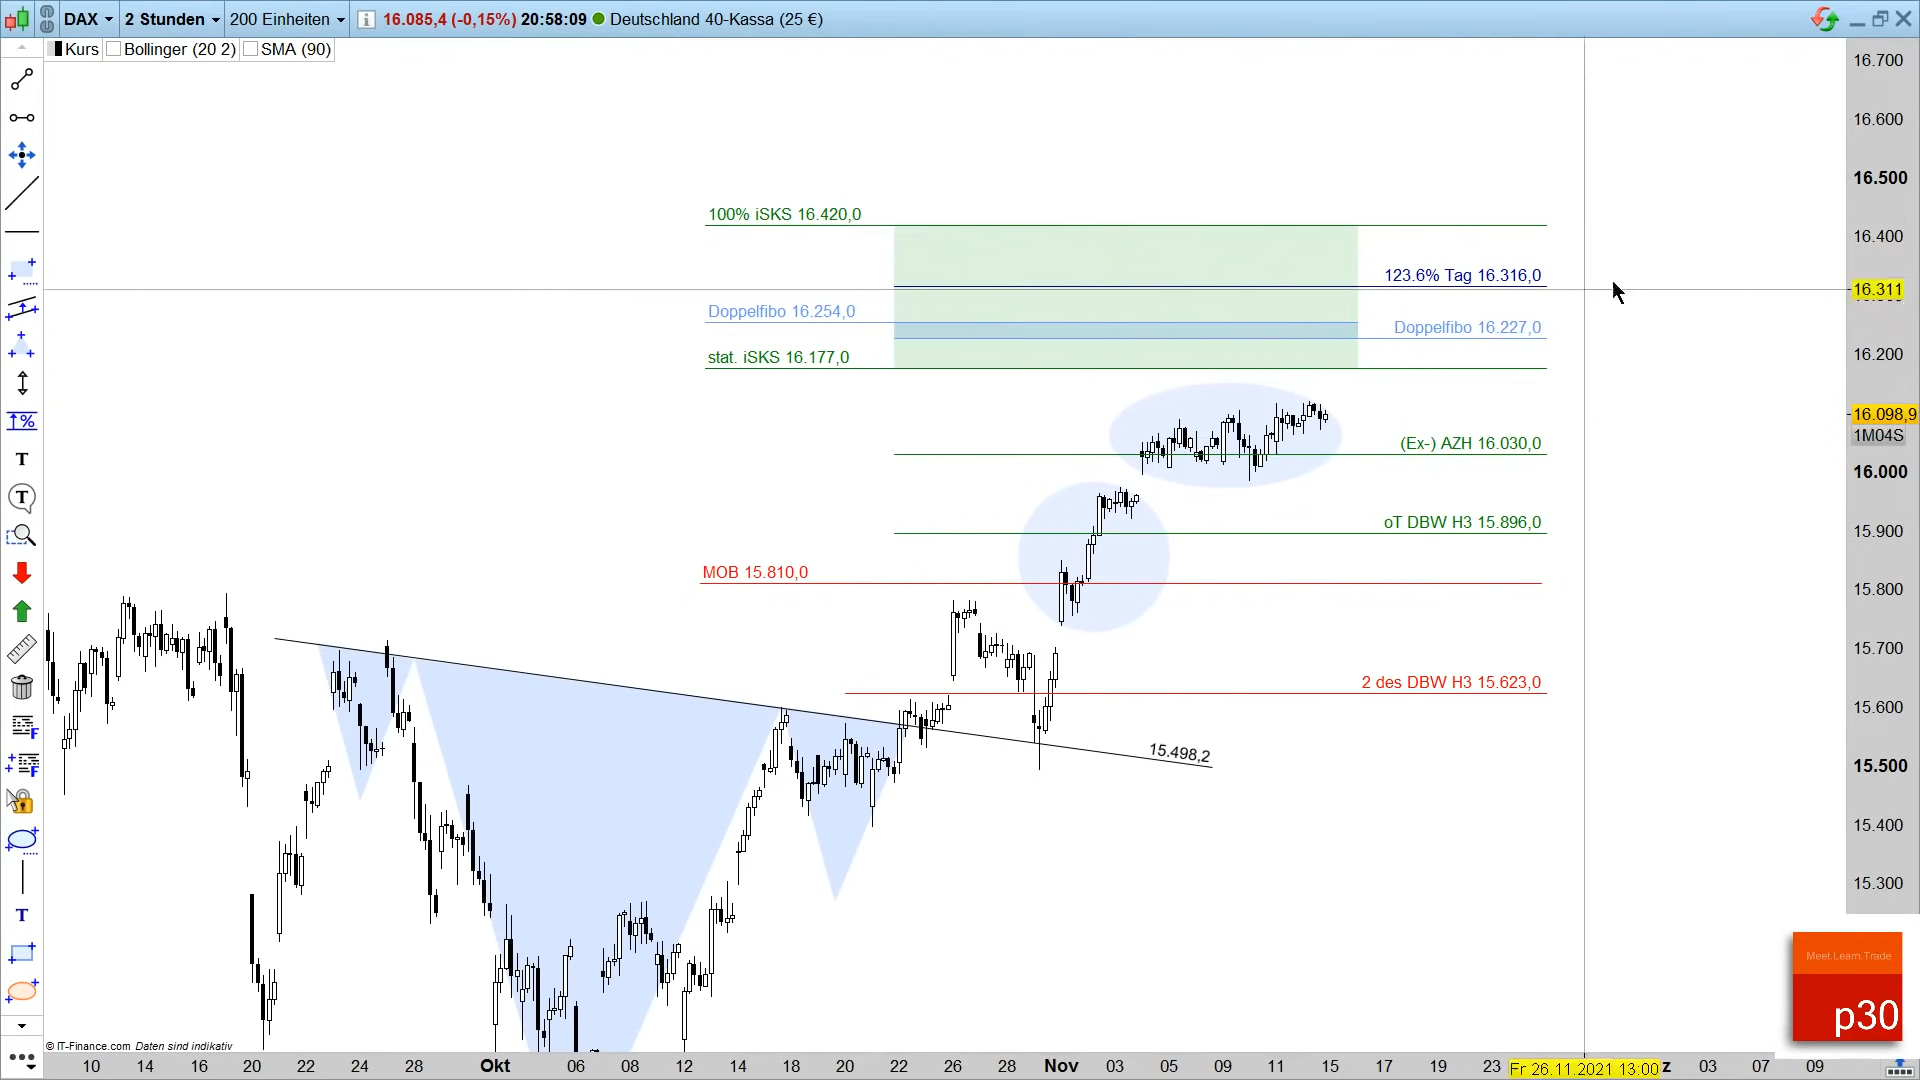 DAX
2 Stunden
200 Einheiten
16.085,4 (-0,15%) 20:58:09
Deutschland 40-Kassa (25 €)
Kurs
Bollinger (20 2)
SMA (90)
16.700
16.600
16.500
16.400
16.311
16.200
16.098,9
1M04S
16.000
15.900
15.800
15.700
15.600
15.500
15.400
15.300
100% iSKS 16.420,0
123.6% Tag 16.316,0
Doppelfibo 16.254,0
Doppelfibo 16.227,0
stat. iSKS 16.177,0
(Ex-) AZH 16.030,0
oT DBW H3 15.896,0
MOB 15.810,0
2 des DBW H3 15.623,0
15.498,2
T
T
T
Meet.Learn.Trade
p30
© IT-Finance.com Daten sind indikativ
10 14 16 20 22 24 28 Okt 06 08 12 14 18 20 22 26 28 Nov 03 05 09 11 15 17 19 23 Fr 26.11.2021 13:00 z 03 07 09